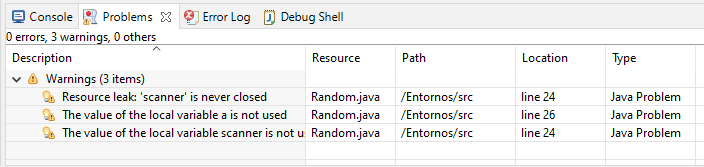 Console Problems Error Log Debug Shell
0 errors, 3 warnings, 0 others
Description Resource Path Location Type
Warnings (3 items)
Resource leak: 'scanner' is never closed Random.java /Entornos/src line 24 Java Problem
The value of the local variable a is not used Random.java /Entornos/src line 26 Java Problem
The value of the local variable scanner is not u Random.java /Entornos/src line 24 Java Problem